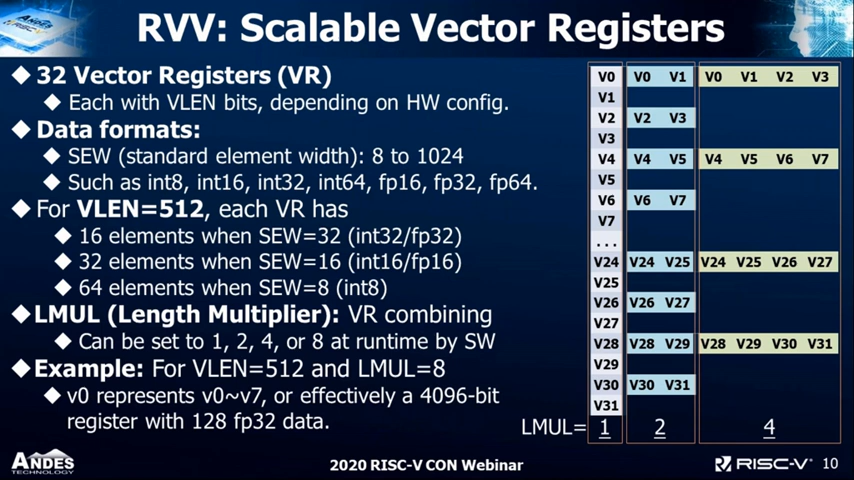 ANDES
RISC-V
RVV: Scalable Vector Registers
32 Vector Registers (VR)
Each with VLEN bits, depending on HW config.
Data formats:
SEW (standard element width): 8 to 1024
Such as int8, int16, int32, int64, fp16, fp32, fp64.
For VLEN=512, each VR has
16 elements when SEW=32 (int32/fp32)
32 elements when SEW=16 (int16/fp16)
64 elements when SEW=8 (int8)
LMUL (Length Multiplier): VR combining
Can be set to 1, 2, 4, or 8 at runtime by SW
Example: For VLEN=512 and LMUL=8
v0 represents v0~v7, or effectively a 4096-bit
register with 128 fp32 data.
V0 V0 V1 V0 V1 V2 V3
V1
V2 V2 V3
V3
V4 V4 V5 V4 V5 V6 V7
V5
V6 V6 V7
V7
...
V24 V24 V25 V24 V25 V26 V27
V25
V26 V26 V27
V27
V28 V28 V29 V28 V29 V30 V31
V29
V30 V30 V31
V31
LMUL= 1 2 4
ANDES
TECHNOLOGY
2020 RISC-V CON Webinar
RISC-V 10